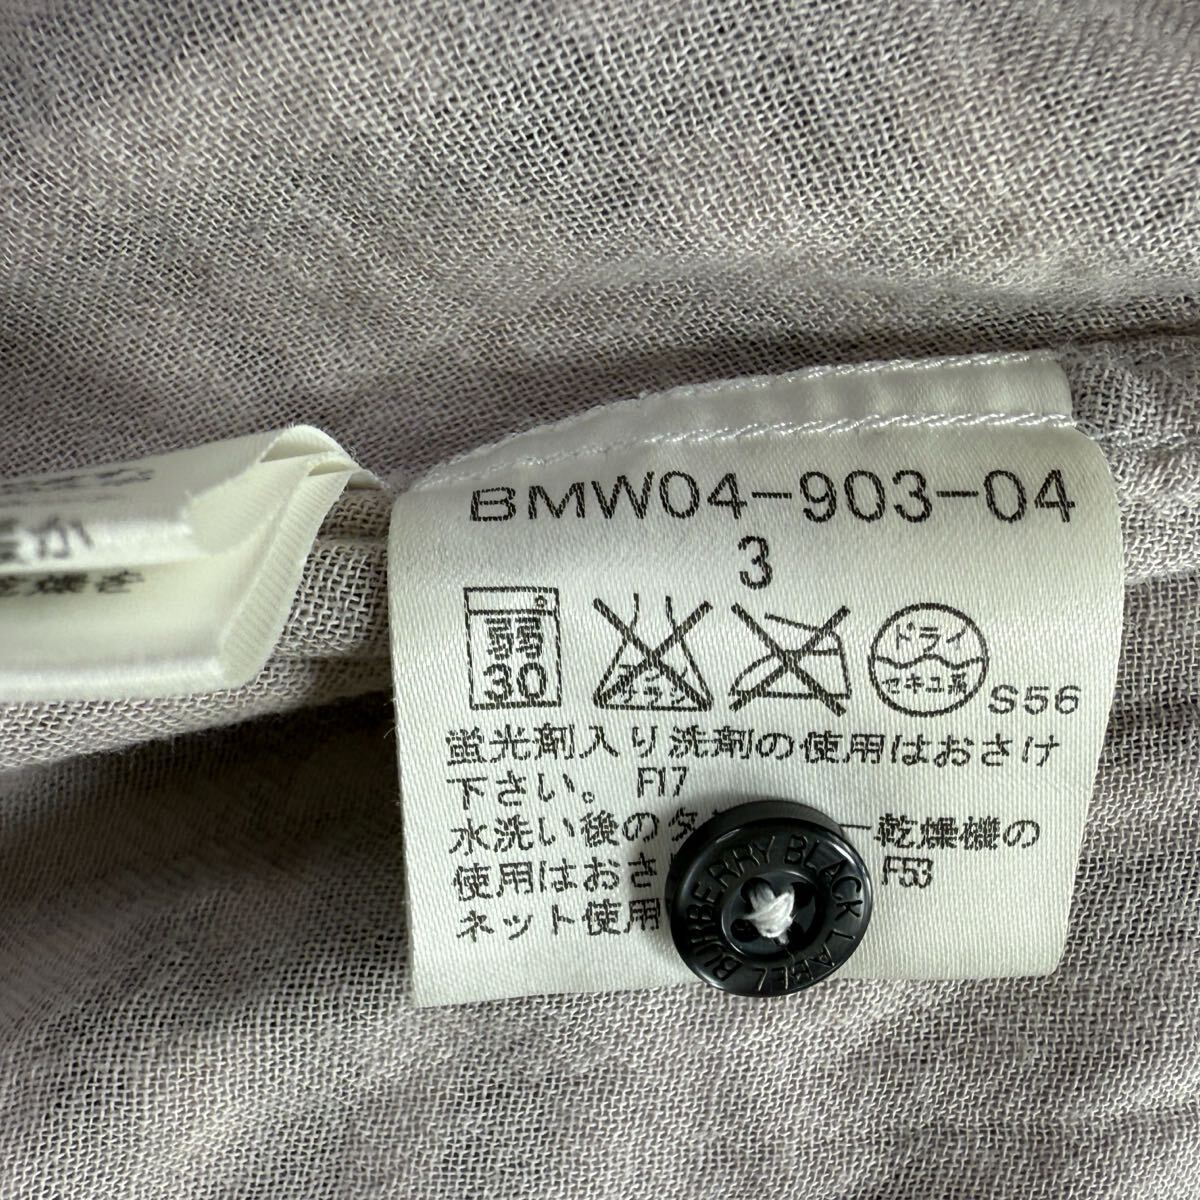 BMW04-903-04
3
弱
30
ドライ
セキユ系
S56
蛍光剤入り洗剤の使用はおさけ
下さい。 F17
水洗い後のタ
ー乾燥機の
使用はおさ
F53
ネット使用
BURBERRY BLACK LABEL